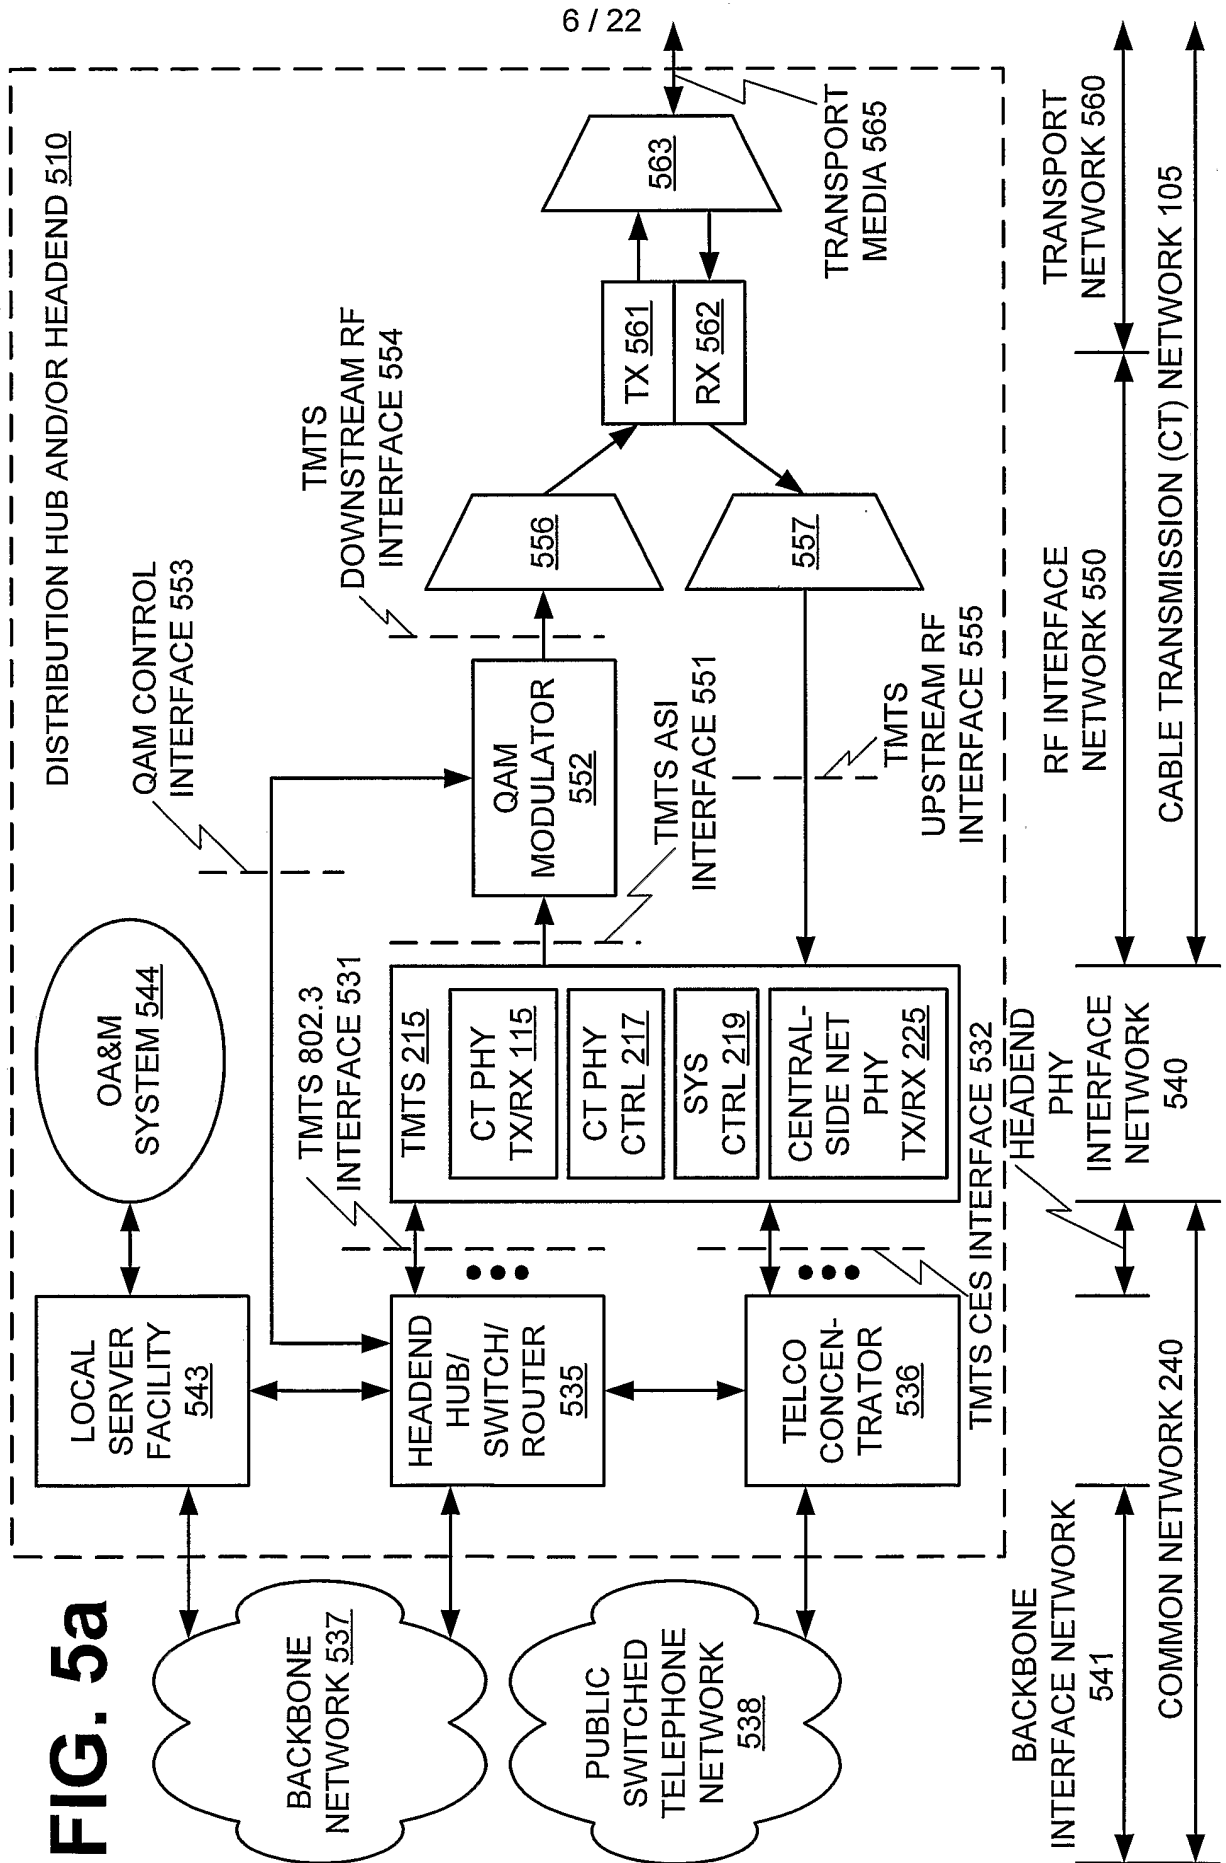 6 / 22
FIG. 5a
DISTRIBUTION HUB AND/OR HEADEND 510
BACKBONE
NETWORK 537
PUBLIC
SWITCHED
TELEPHONE
NETWORK
538
LOCAL
SERVER
FACILITY
543
OA&M
SYSTEM 544
HEADEND
HUB/
SWITCH/
ROUTER
535
TELCO
CONCEN-
TRATOR
536
TMTS 802.3
INTERFACE 531
TMTS CES INTERFACE 532
TMTS 215
CT PHY
TX/RX 115
CT PHY
CTRL 217
SYS
CTRL 219
CENTRAL-
SIDE NET
PHY
TX/RX 225
QAM CONTROL
INTERFACE 553
QAM
MODULATOR
552
TMTS ASI
INTERFACE 551
TMTS
DOWNSTREAM RF
INTERFACE 554
TMTS
UPSTREAM RF
INTERFACE 555
556
557
TX 561
RX 562
563
TRANSPORT
MEDIA 565
BACKBONE
INTERFACE NETWORK
541
HEADEND
PHY
INTERFACE
NETWORK
540
RF INTERFACE
NETWORK 550
TRANSPORT
NETWORK 560
COMMON NETWORK 240
CABLE TRANSMISSION (CT) NETWORK 105